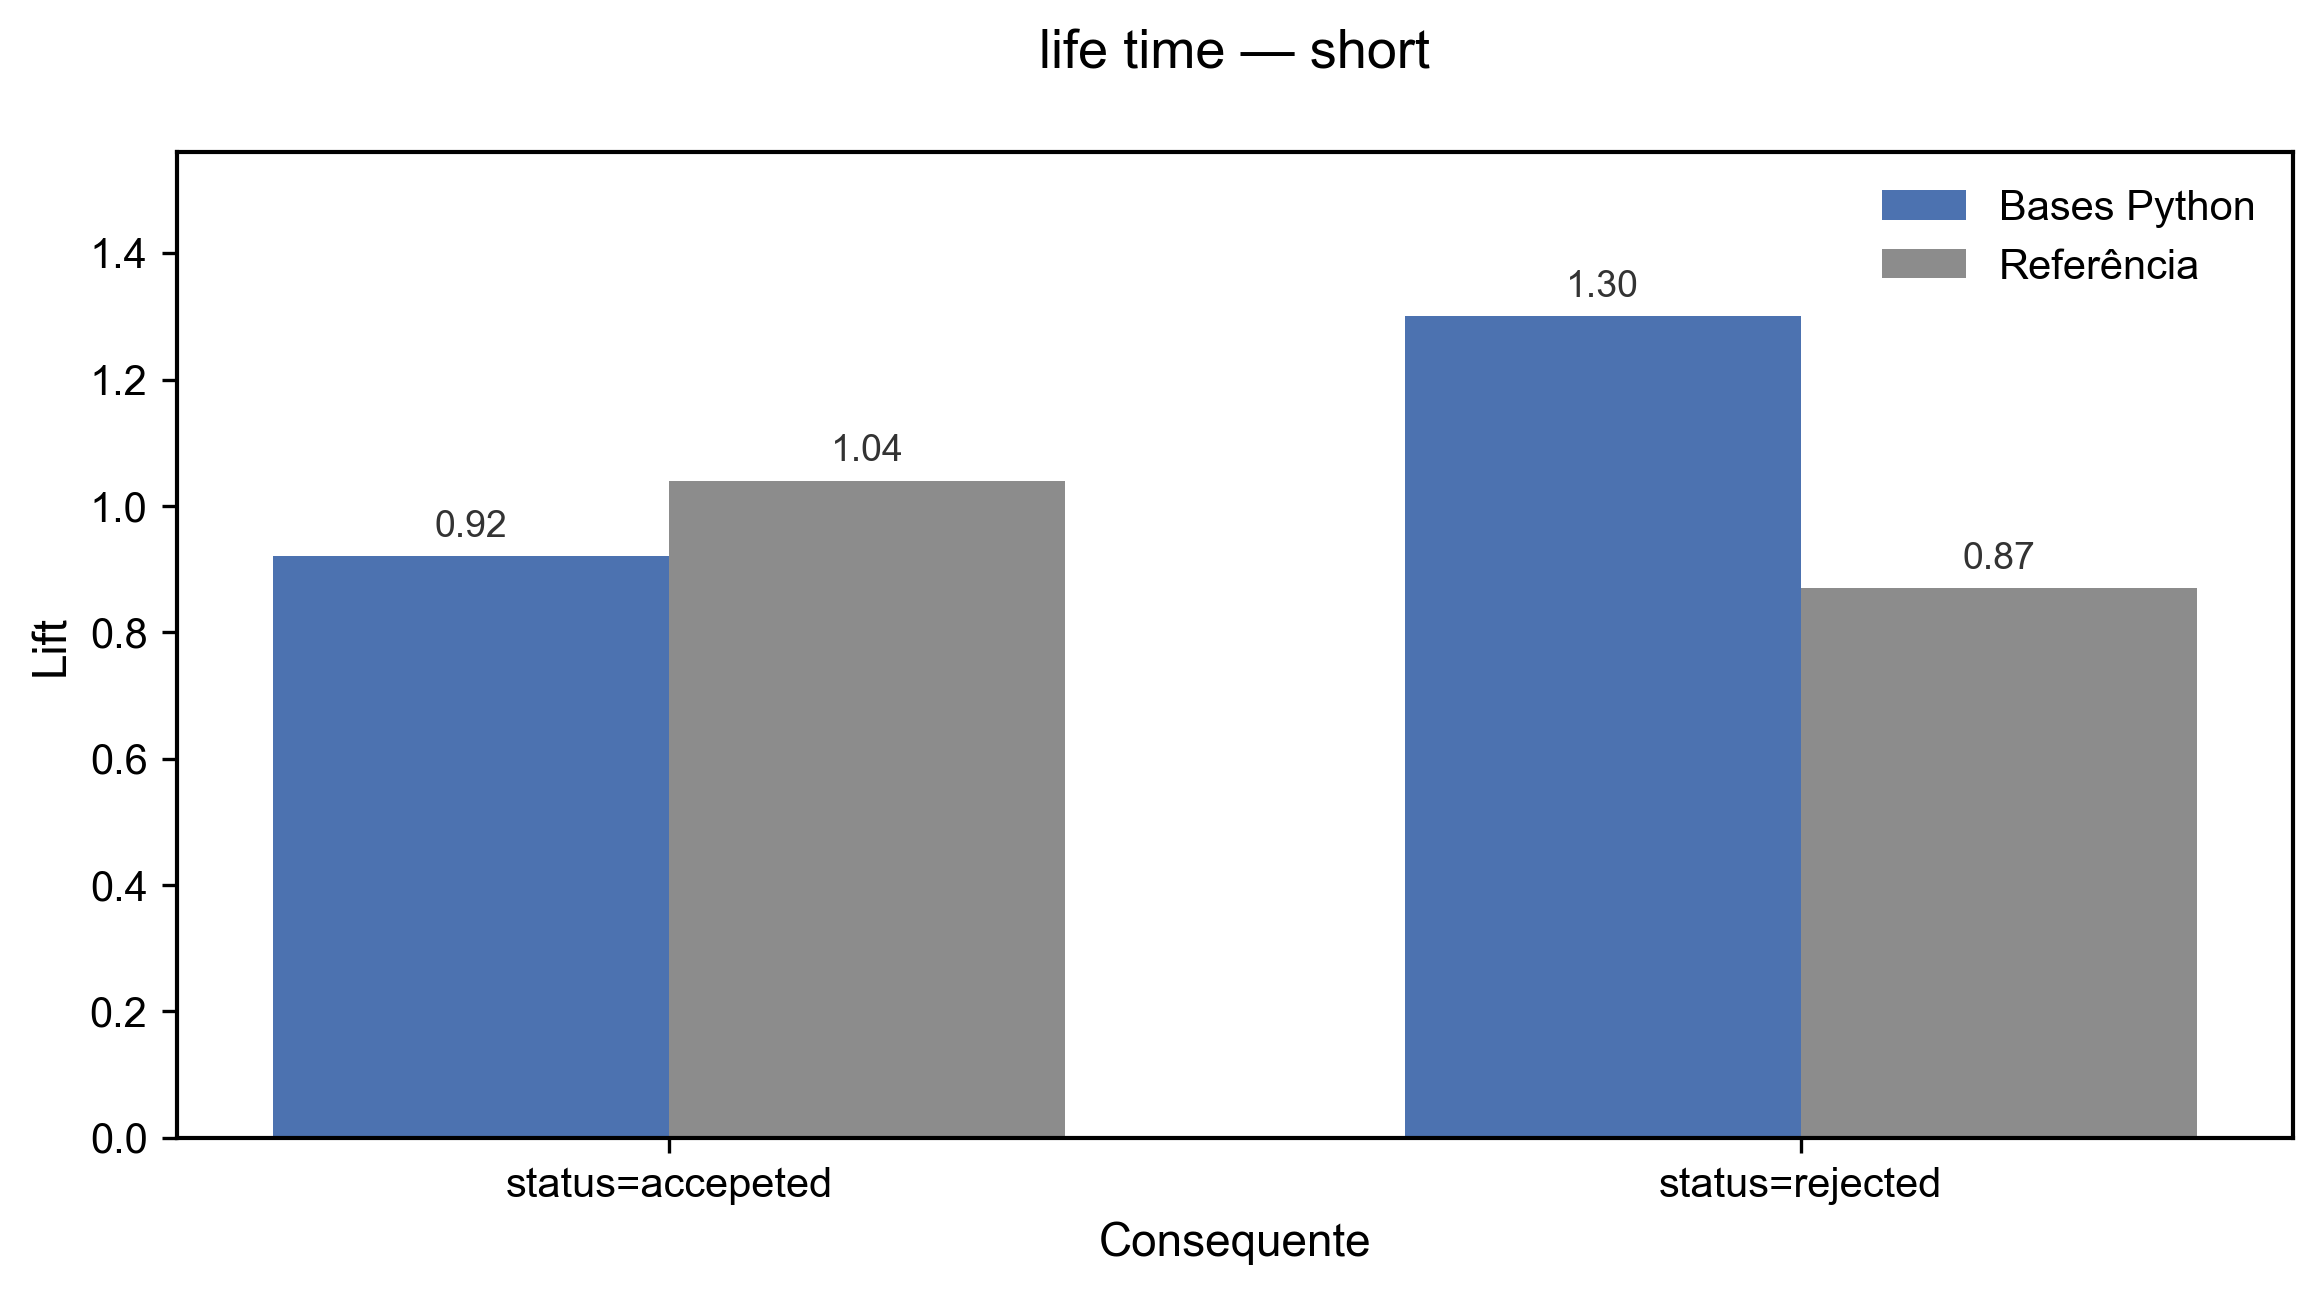 life time — short
Bases Python
Referência
1.4
1.2
1.0
0.8
0.6
0.4
0.2
0.0
Lift
0.92
1.04
1.30
0.87
status=accepeted
status=rejected
Consequente